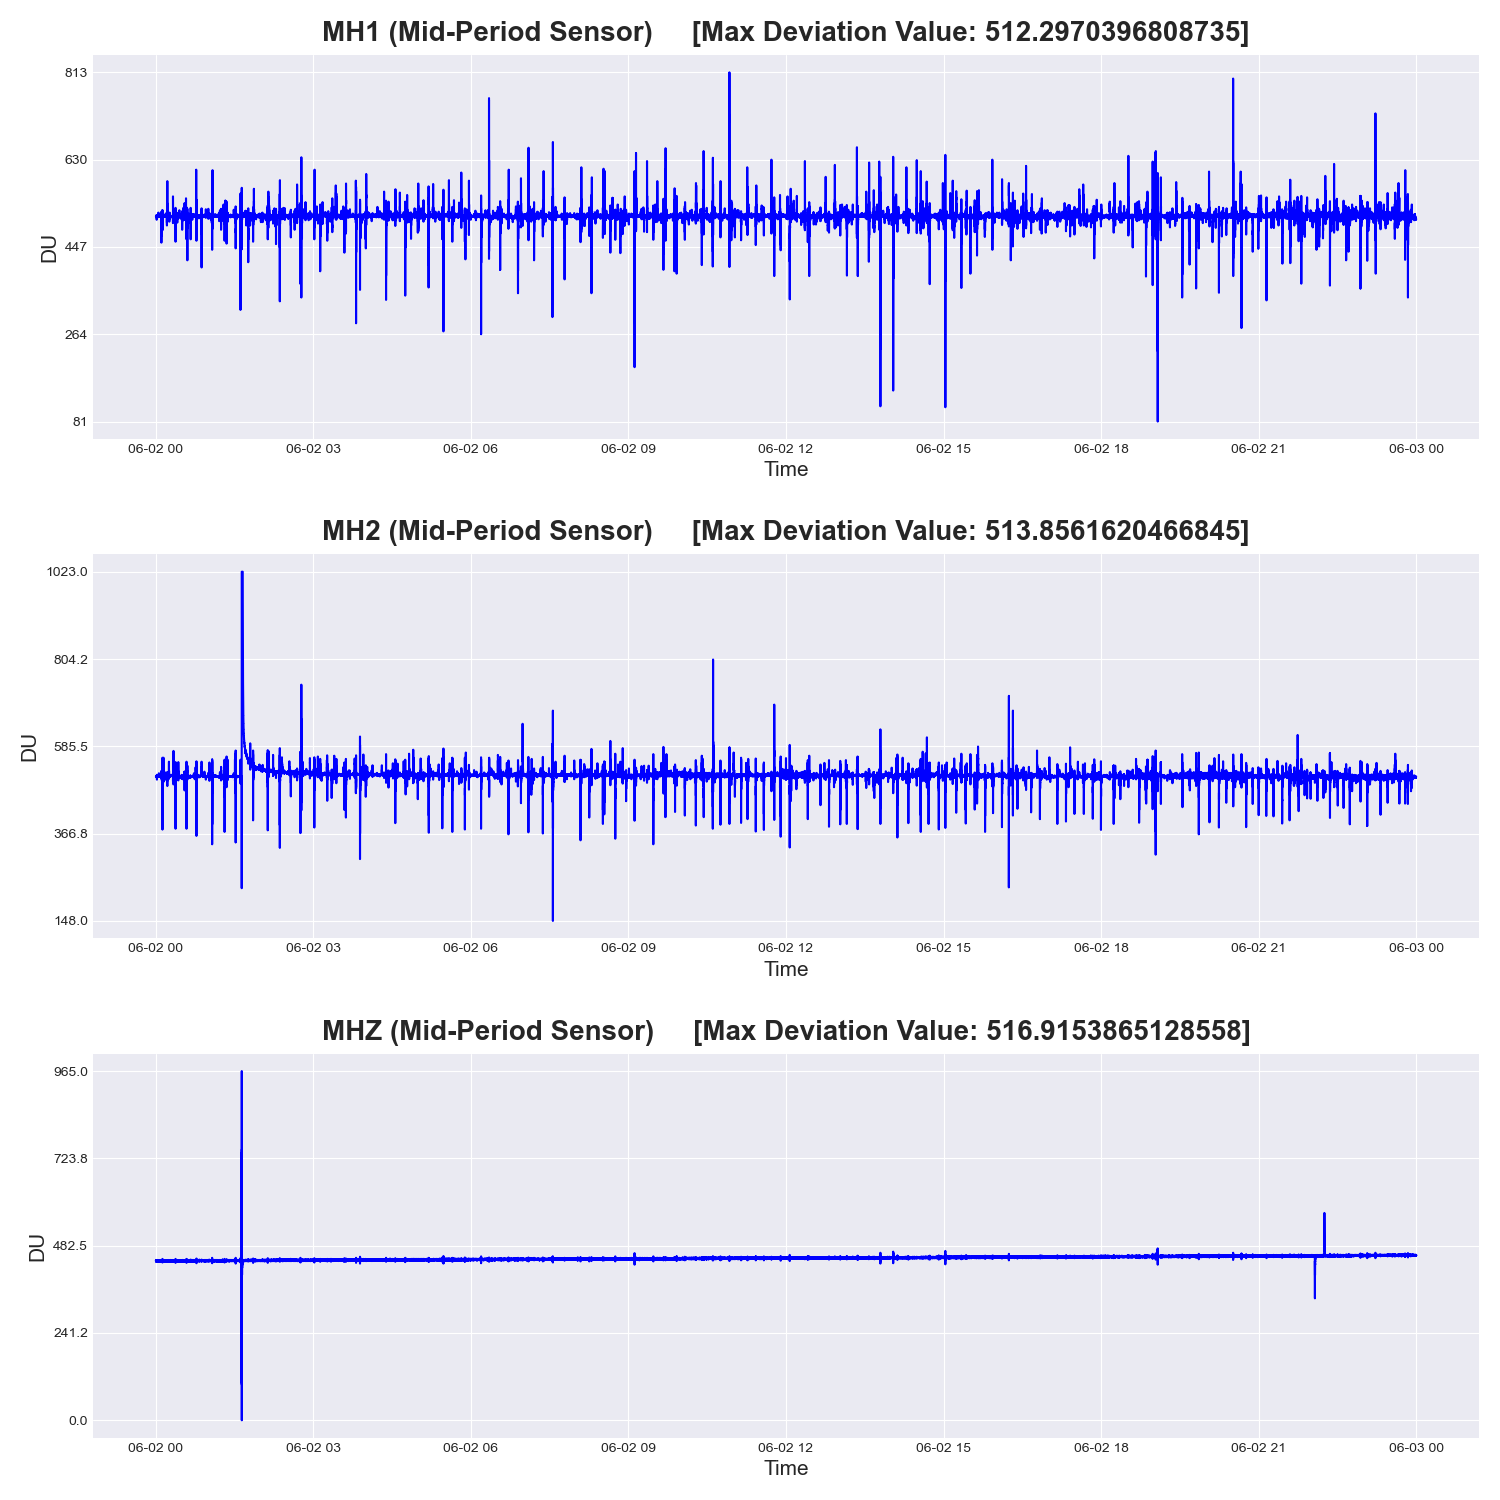 MH1 (Mid-Period Sensor) [Max Deviation Value: 512.2970396808735]
813
630
447
264
81
DU
06-02 00 06-02 03 06-02 06 06-02 09 06-02 12 06-02 15 06-02 18 06-02 21 06-03 00
Time
MH2 (Mid-Period Sensor) [Max Deviation Value: 513.8561620466845]
1023.0
804.2
585.5
366.8
148.0
DU
06-02 00 06-02 03 06-02 06 06-02 09 06-02 12 06-02 15 06-02 18 06-02 21 06-03 00
Time
MHZ (Mid-Period Sensor) [Max Deviation Value: 516.9153865128558]
965.0
723.8
482.5
241.2
0.0
DU
06-02 00 06-02 03 06-02 06 06-02 09 06-02 12 06-02 15 06-02 18 06-02 21 06-03 00
Time